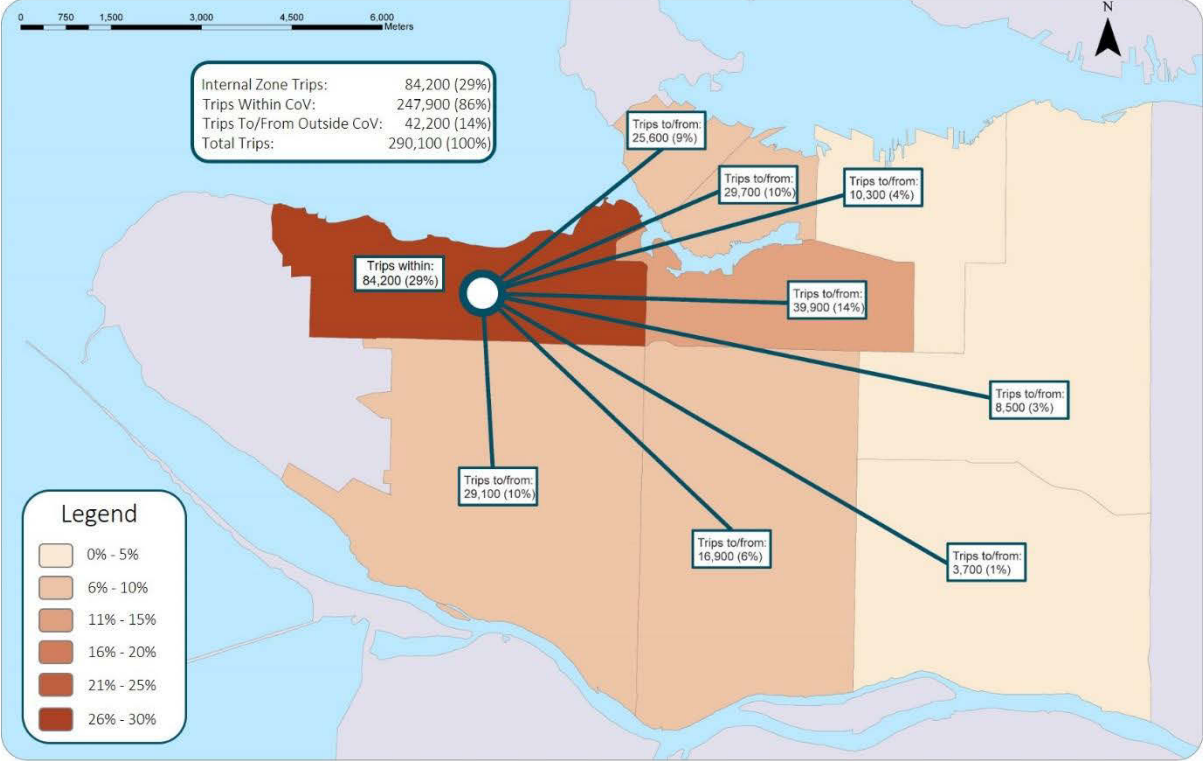 0 750 1,500 3,000 4,500 6,000
Meters
N
Internal Zone Trips: 84,200 (29%)
Trips Within CoV: 247,900 (86%)
Trips To/From Outside CoV: 42,200 (14%)
Total Trips: 290,100 (100%)
Trips to/from:
25,600 (9%)
Trips to/from:
29,700 (10%)
Trips to/from:
10,300 (4%)
Trips within:
84,200 (29%)
Trips to/from:
39,900 (14%)
Trips to/from:
8,500 (3%)
Trips to/from:
29,100 (10%)
Trips to/from:
16,900 (6%)
Trips to/from:
3,700 (1%)
Legend
0% - 5%
6% - 10%
11% - 15%
16% - 20%
21% - 25%
26% - 30%